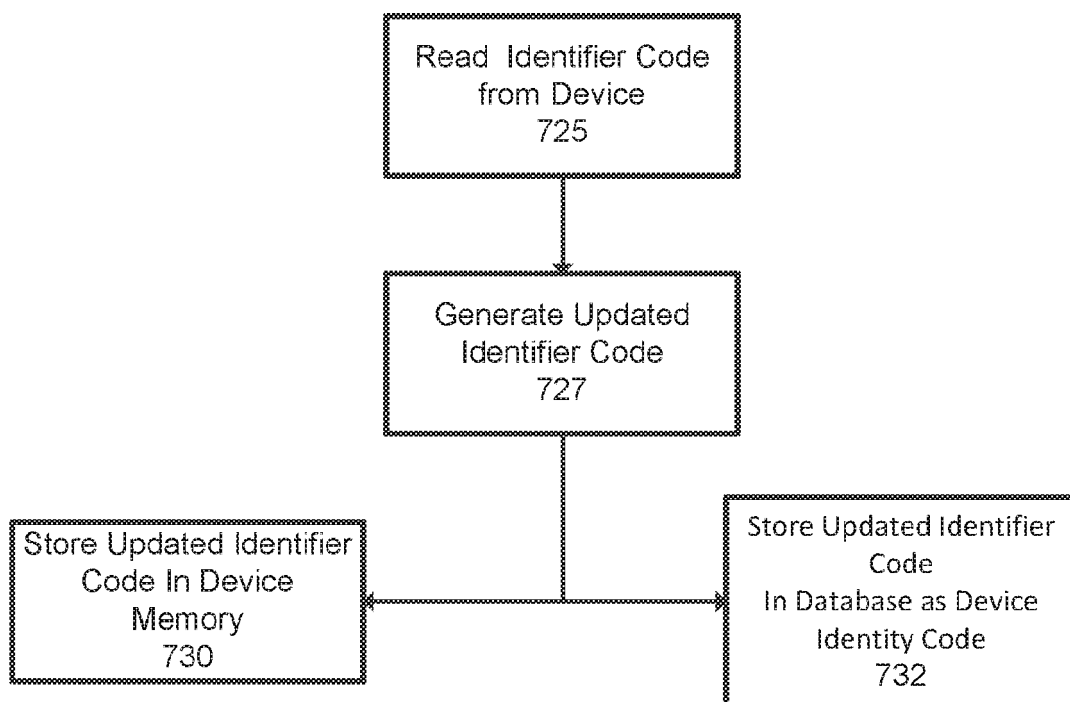 Read Identifier Code
from Device
725
Generate Updated
Identifier Code
727
Store Updated Identifier
Code In Device
Memory
730
Store Updated Identifier
Code
In Database as Device
Identity Code
732